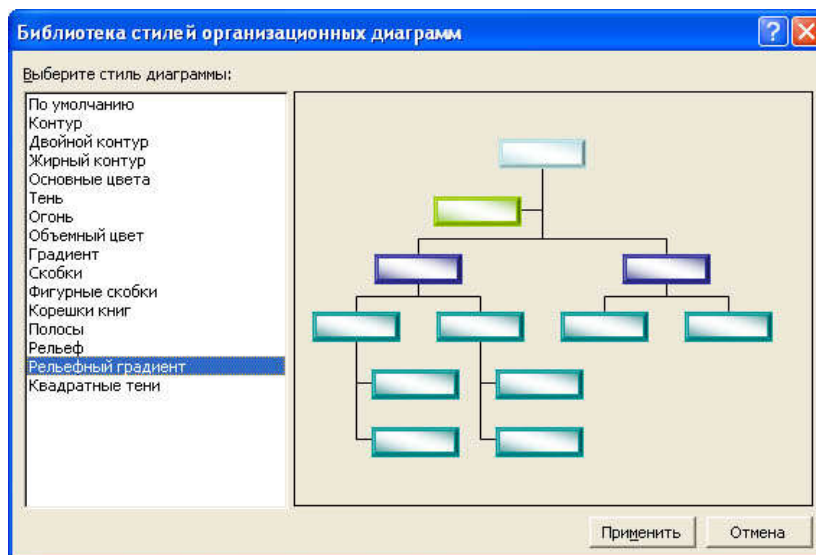 Библиотека стилей организационных диаграмм
Выберите стиль диаграммы:
По умолчанию
Контур
Двойной контур
Жирный контур
Основные цвета
Тень
Огонь
Объемный цвет
Градиент
Скобки
Фигурные скобки
Корешки книг
Полосы
Рельеф
Рельефный градиент
Квадратные тени
Применить
Отмена